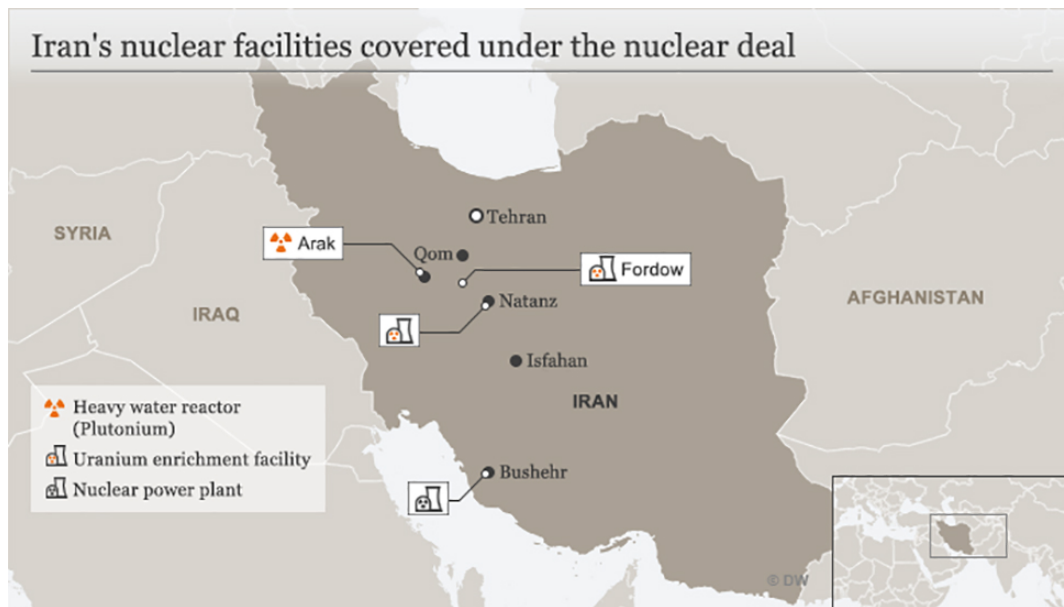 Iran's nuclear facilities covered under the nuclear deal
Tehran
SYRIA
Arak
Qom
Fordow
AFGHANISTAN
Natanz
IRAQ
Isfahan
IRAN
Heavy water reactor
(Plutonium)
Uranium enrichment facility
Nuclear power plant
Bushehr
© DW